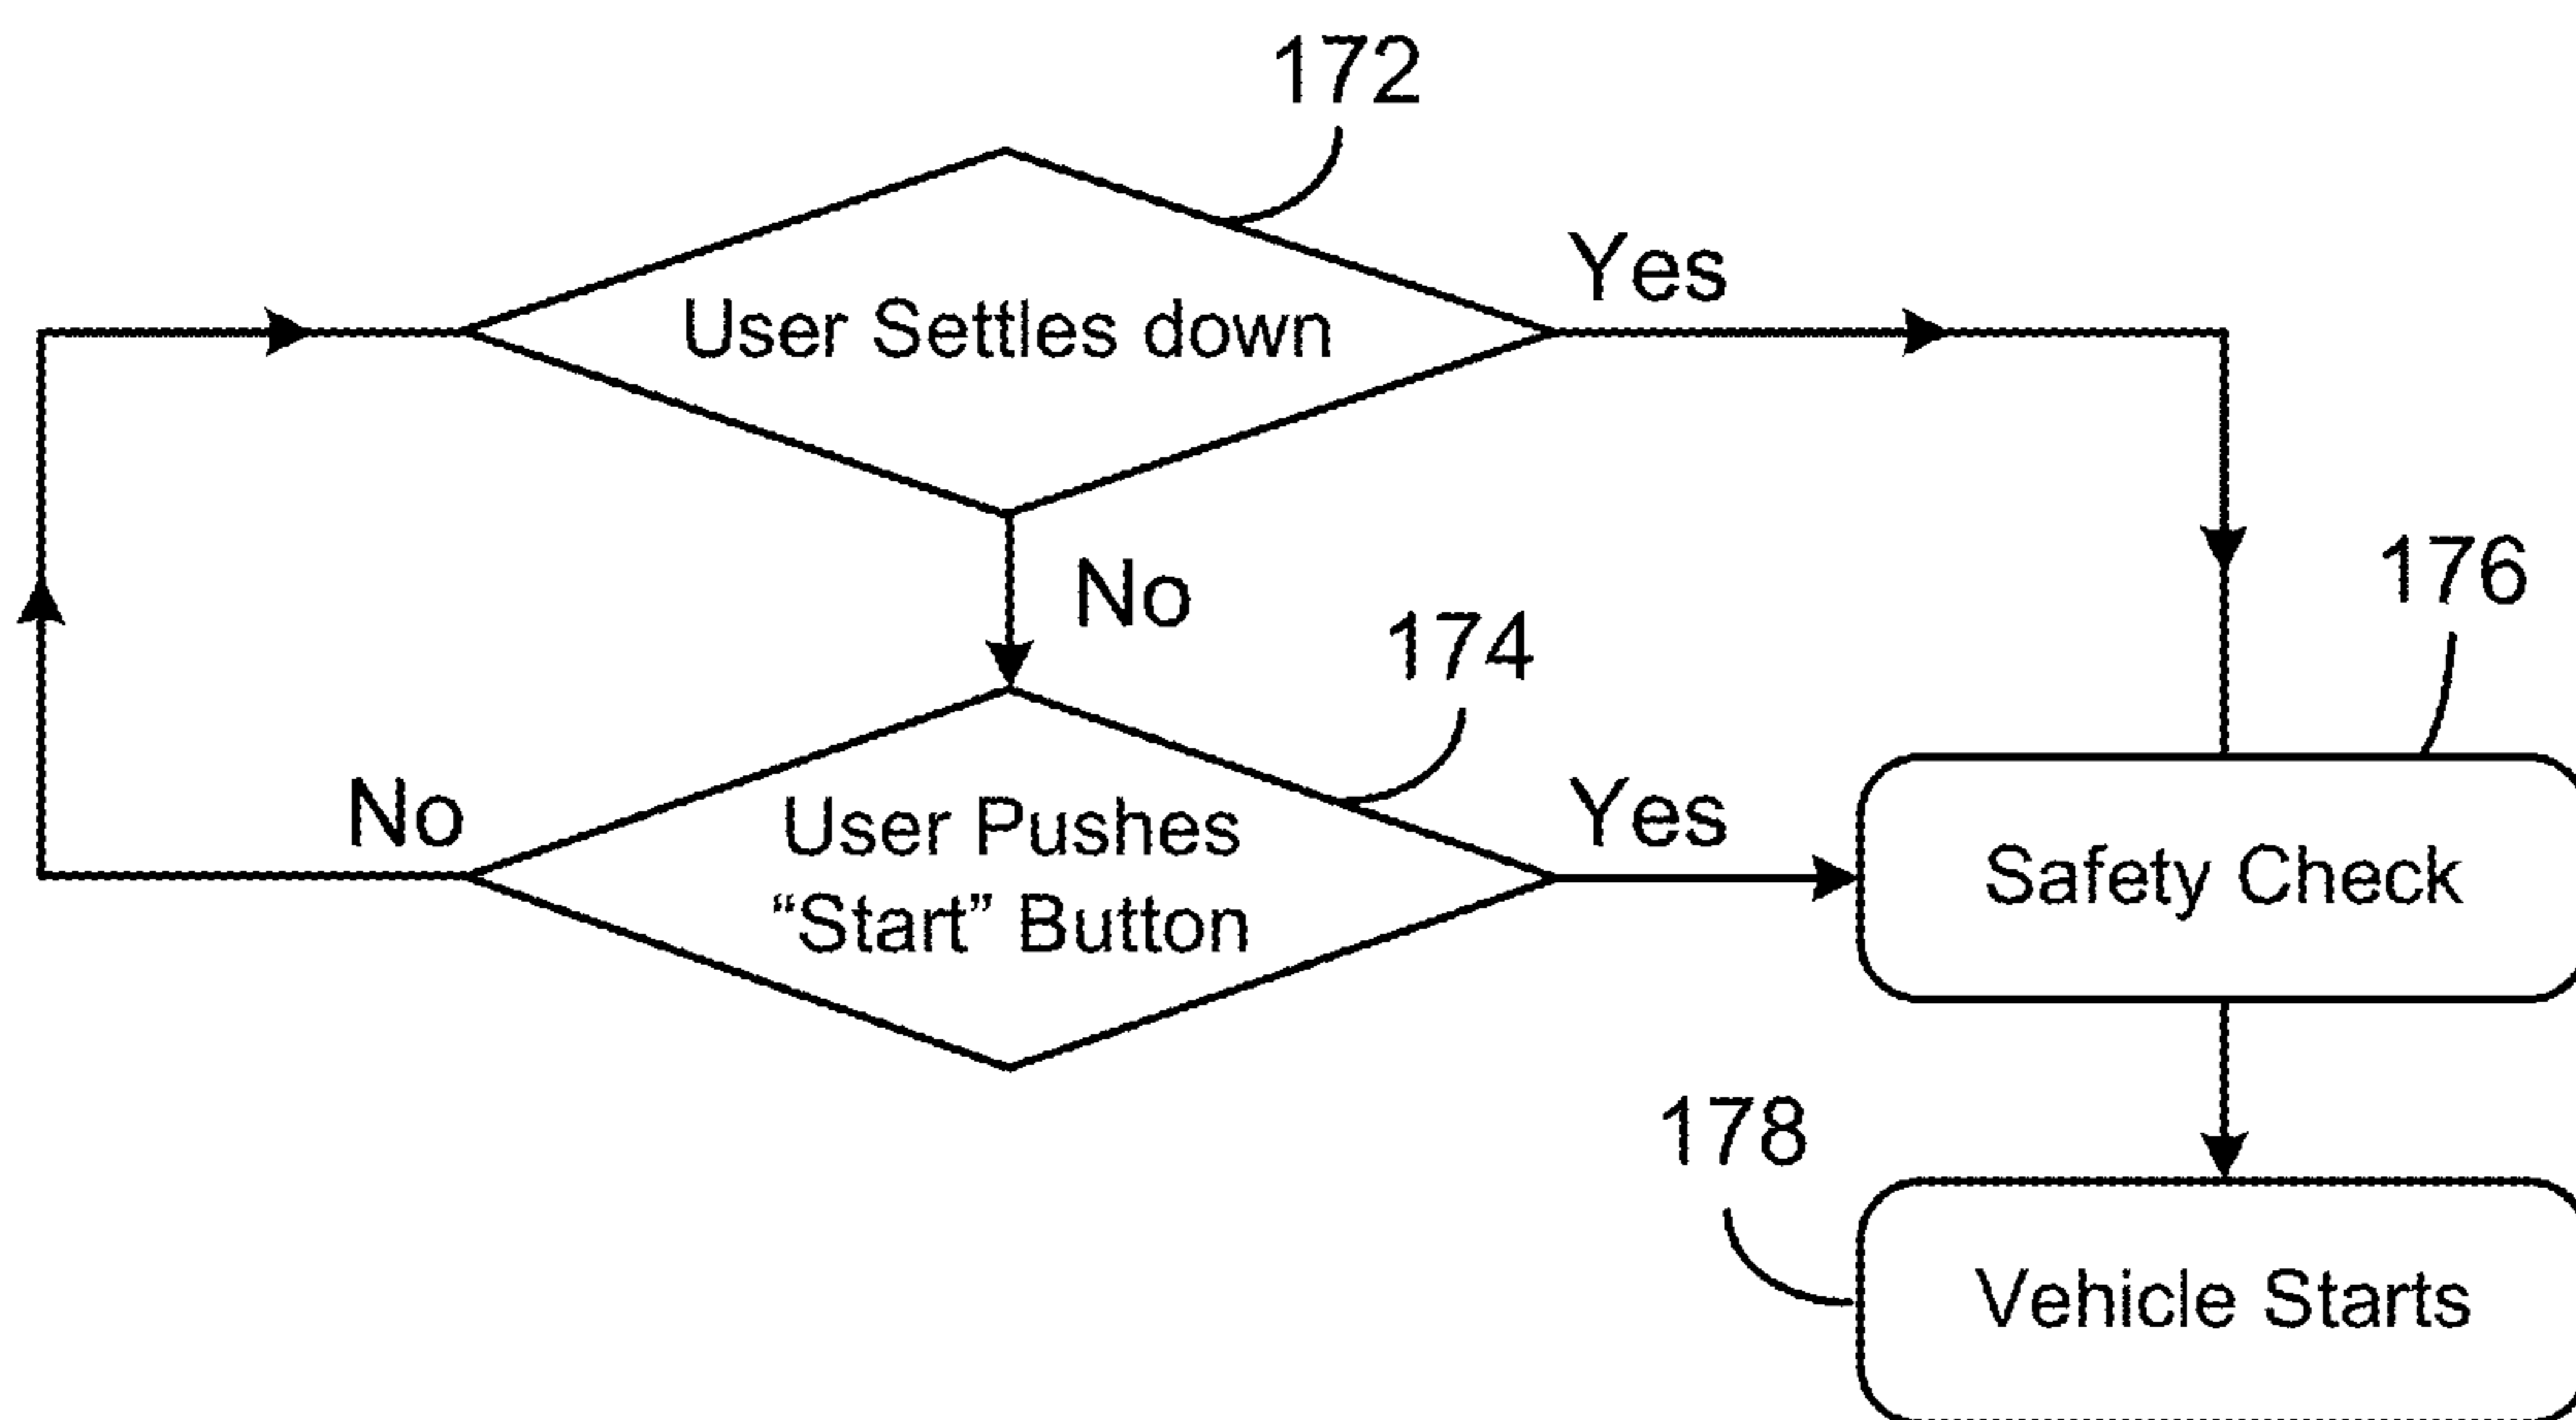 172
User Settles down
Yes
No
174
176
No
User Pushes
“Start” Button
Yes
Safety Check
178
Vehicle Starts